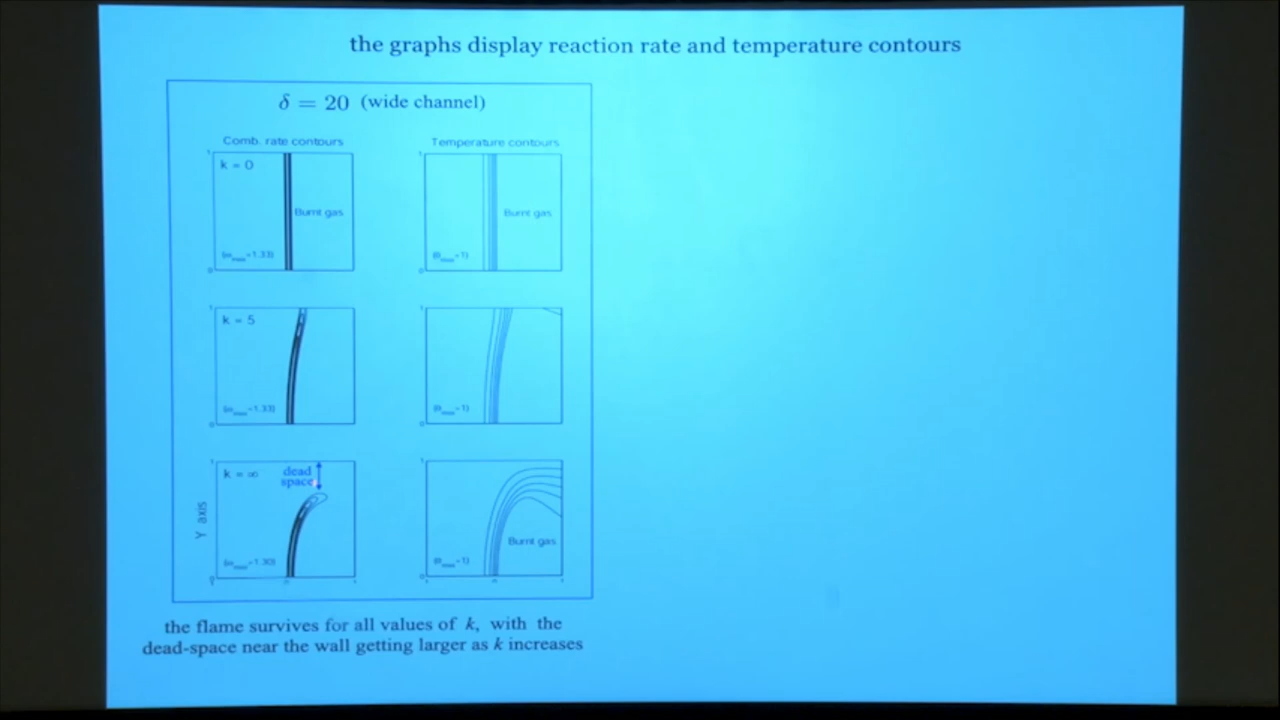 the graphs display reaction rate and temperature contours
δ = 20 (wide channel)
Comb. rate contours
Temperature contours
k = 0
Burnt gas
Burnt gas
k = 5
k = ∞
dead
space
Y axis
Burnt gas
the flame survives for all values of k, with the
dead-space near the wall getting larger as k increases